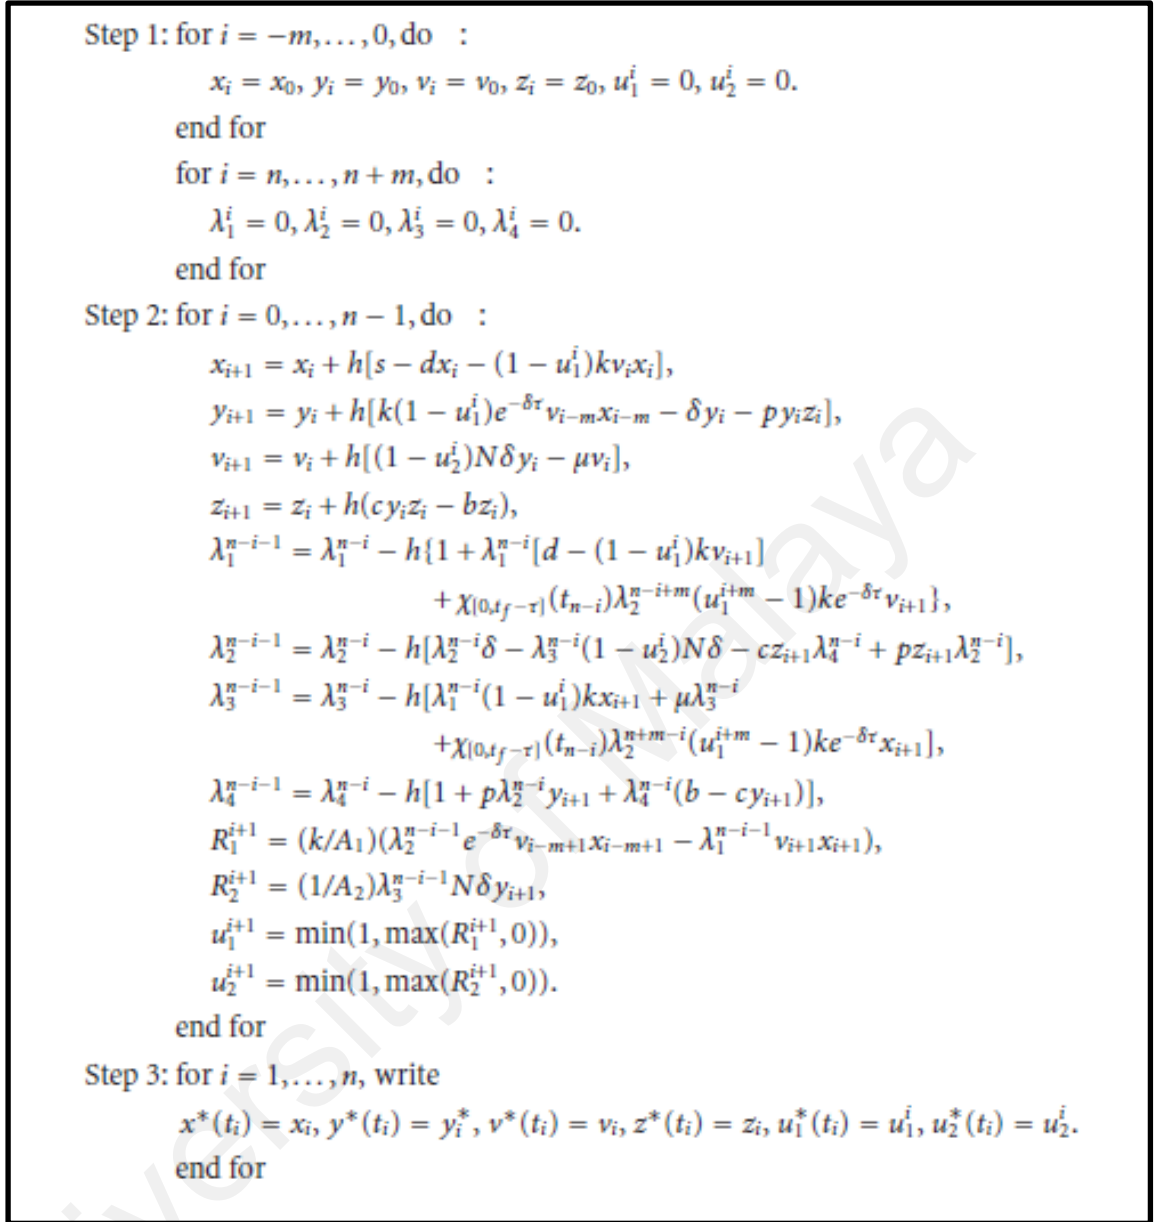 Step 1: for i = −m,…,0, do :
x_i = x_0, y_i = y_0, v_i = v_0, z_i = z_0, u_1^i = 0, u_2^i = 0.
end for
for i = n,…,n + m, do :
λ_1^i = 0, λ_2^i = 0, λ_3^i = 0, λ_4^i = 0.
end for
Step 2: for i = 0,…,n − 1, do :
x_{i+1} = x_i + h[s − dx_i − (1 − u_1^i)kv_ix_i],
y_{i+1} = y_i + h[k(1 − u_1^i)e^{−δτ}v_{i−m}x_{i−m} − δy_i − py_iz_i],
v_{i+1} = v_i + h[(1 − u_2^i)Nδy_i − μv_i],
z_{i+1} = z_i + h(cy_iz_i − bz_i),
λ_1^{n−i−1} = λ_1^{n−i} − h{1 + λ_1^{n−i}[d − (1 − u_1^i)kv_{i+1}]
+ χ_{[0,t_f−τ]}(t_{n−i})λ_2^{n−i+m}(u_1^{i+m} − 1)ke^{−δτ}v_{i+1}},
λ_2^{n−i−1} = λ_2^{n−i} − h[λ_2^{n−i}δ − λ_3^{n−i}(1 − u_2^i)Nδ − cz_{i+1}λ_4^{n−i} + pz_{i+1}λ_2^{n−i}],
λ_3^{n−i−1} = λ_3^{n−i} − h[λ_1^{n−i}(1 − u_1^i)kx_{i+1} + μλ_3^{n−i}
+χ_{[0,t_f−τ]}(t_{n−i})λ_2^{n+m−i}(u_1^{i+m} − 1)ke^{−δτ}x_{i+1}],
λ_4^{n−i−1} = λ_4^{n−i} − h[1 + pλ_2^{n−i}y_{i+1} + λ_4^{n−i}(b − cy_{i+1})],
R_1^{i+1} = (k/A_1)(λ_2^{n−i−1}e^{−δτ}v_{i−m+1}x_{i−m+1} − λ_1^{n−i−1}v_{i+1}x_{i+1}),
R_2^{i+1} = (1/A_2)λ_3^{n−i−1}Nδy_{i+1},
u_1^{i+1} = min(1, max(R_1^{i+1}, 0)),
u_2^{i+1} = min(1, max(R_2^{i+1}, 0)).
end for
Step 3: for i = 1,…,n, write
x*(t_i) = x_i, y*(t_i) = y_i^*, v*(t_i) = v_i, z*(t_i) = z_i, u_1^*(t_i) = u_1^i, u_2^*(t_i) = u_2^i.
end for
versity of Malaya